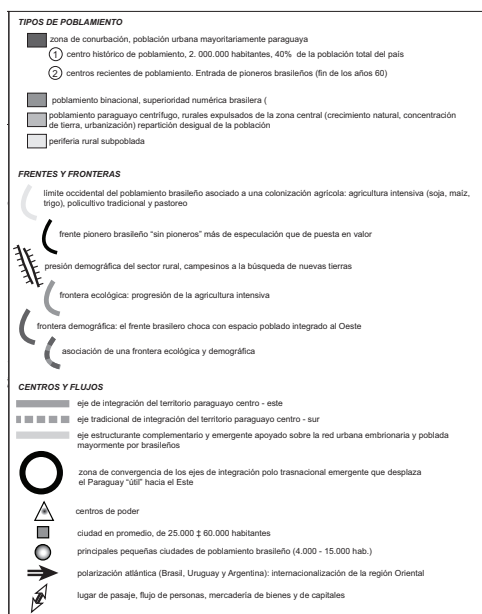 TIPOS DE POBLAMIENTO
zona de conurbación, población urbana mayoritariamente paraguaya
1 centro histórico de poblamiento, 2. 000.000 habitantes, 40% de la población total del país
2 centros recientes de poblamiento. Entrada de pioneros brasileños (fin de los años 60)
poblamiento binacional, superioridad numérica brasilera (
poblamiento paraguayo centrífugo, rurales expulsados de la zona central (crecimiento natural, concentración
de tierra, urbanización) repartición desigual de la población
periferia rural subpoblada
FRENTES Y FRONTERAS
límite occidental del poblamiento brasileño asociado a una colonización agrícola: agricultura intensiva (soja, maíz,
trigo), policultivo tradicional y pastoreo
frente pionero brasileño "sin pioneros" más de especulación que de puesta en valor
presión demográfica del sector rural, campesinos a la búsqueda de nuevas tierras
frontera ecológica: progresión de la agricultura intensiva
frontera demográfica: el frente brasilero choca con espacio poblado integrado al Oeste
asociación de una frontera ecológica y demográfica
CENTROS Y FLUJOS
eje de integración del territorio paraguayo centro - este
eje tradicional de integración del territorio paraguayo centro - sur
eje estructurante complementario y emergente apoyado sobre la red urbana embrionaria y poblada
mayormente por brasileños
zona de convergencia de los ejes de integración polo trasnacional emergente que desplaza
el Paraguay "útil" hacia el Este
centros de poder
ciudad en promedio, de 25.000 ‡ 60.000 habitantes
principales pequeñas ciudades de poblamiento brasileño (4.000 - 15.000 hab.)
polarización atlántica (Brasil, Uruguay y Argentina): internacionalización de la región Oriental
lugar de pasaje, flujo de personas, mercadería de bienes y de capitales